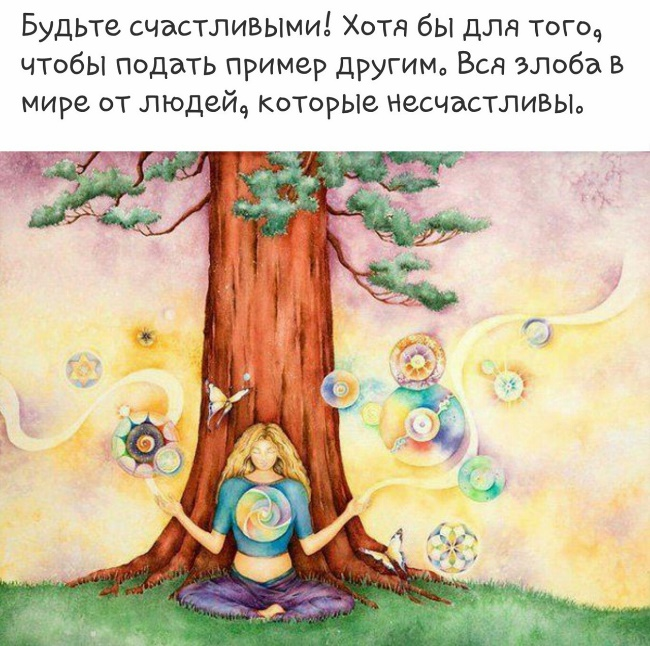 Будьте счастливыми! Хотя бы для того,
чтобы подать пример другим. Вся злоба в
мире от людей, которые несчастливы.